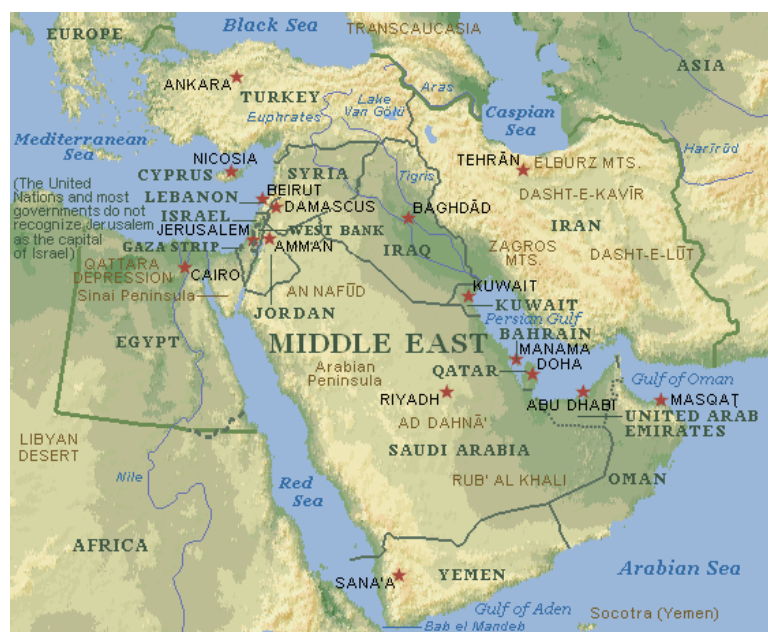 Black Sea
TRANSCAUCASIA
EUROPE
ASIA
ANKARA
TURKEY
Lake
Van Gölü
Aras
Caspian
Sea
Euphrates
Mediterranean
Sea
Harīrūd
NICOSIA
CYPRUS
SYRIA
TEHRĀN
ELBURZ MTS.
Tigris
DASHT-E-KAVĪR
(The United
Nations and most
governments do not
recognize Jerusalem
as the capital
of Israel)
BEIRUT
LEBANON
DAMASCUS
BAGHDĀD
ISRAEL
JERUSALEM
WEST BANK
IRAN
GAZA STRIP
AMMAN
IRAQ
ZAGROS
MTS.
DASHT-E-LŪT
QATTARA
DEPRESSION
CAIRO
Sinai Peninsula
AN NAFŪD
KUWAIT
KUWAIT
JORDAN
Persian Gulf
EGYPT
MIDDLE EAST
BAHRAIN
MANAMA
DOHA
QATAR
Arabian
Peninsula
Gulf of Oman
RIYADH
ABU DHABI
MASQAṬ
UNITED ARAB
EMIRATES
AD DAHNĀ'
LIBYAN
DESERT
SAUDI ARABIA
Nile
Red
Sea
RUB' AL KHALI
OMAN
AFRICA
Arabian Sea
SANA'A
YEMEN
Gulf of Aden
Socotra (Yemen)
Bab el Mandeb